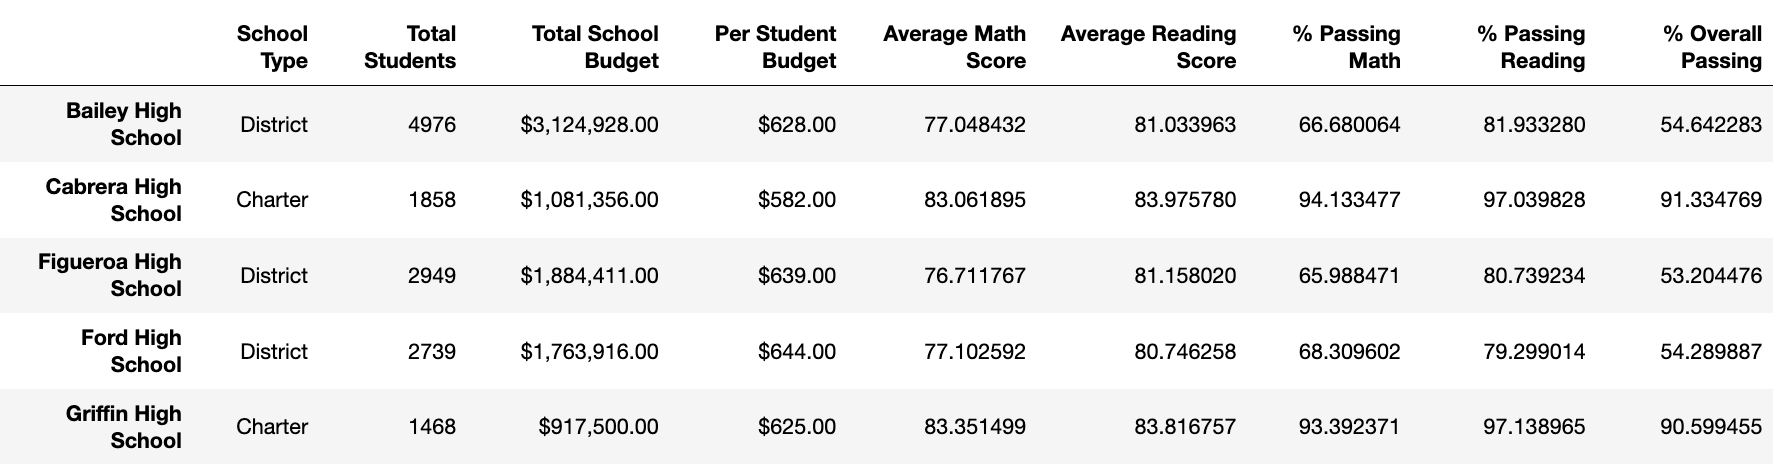 School Type Total Students Total School Budget Per Student Budget Average Math Score Average Reading Score % Passing Math % Passing Reading % Overall Passing
Bailey High School District 4976 $3,124,928.00 $628.00 77.048432 81.033963 66.680064 81.933280 54.642283
Cabrera High School Charter 1858 $1,081,356.00 $582.00 83.061895 83.975780 94.133477 97.039828 91.334769
Figueroa High School District 2949 $1,884,411.00 $639.00 76.711767 81.158020 65.988471 80.739234 53.204476
Ford High School District 2739 $1,763,916.00 $644.00 77.102592 80.746258 68.309602 79.299014 54.289887
Griffin High School Charter 1468 $917,500.00 $625.00 83.351499 83.816757 93.392371 97.138965 90.599455